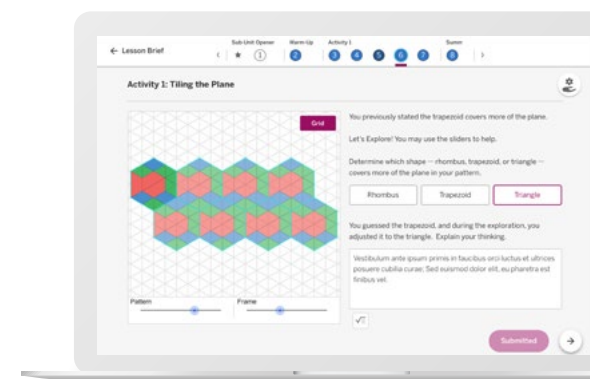 ← Lesson Brief
Sub-Unit Opener
Warm-Up
Activity 1
Summ
1 2 3 4 5 6 7 8
Activity 1: Tiling the Plane
Grid
You previously stated the trapezoid covers more of the plane.
Let's Explore! You may use the sliders to help.
Determine which shape — rhombus, trapezoid, or triangle —
covers more of the plane in your pattern.
Rhombus
Trapezoid
Triangle
You guessed the trapezoid, and during the exploration, you
adjusted it to the triangle. Explain your thinking.
Vestibulum ante ipsum primis in faucibus orci luctus et ultrices
posuere cubilia curae; Sed euismod dolor elit, eu pharetra est
finibus vel.
Pattern
Frame
Submitted